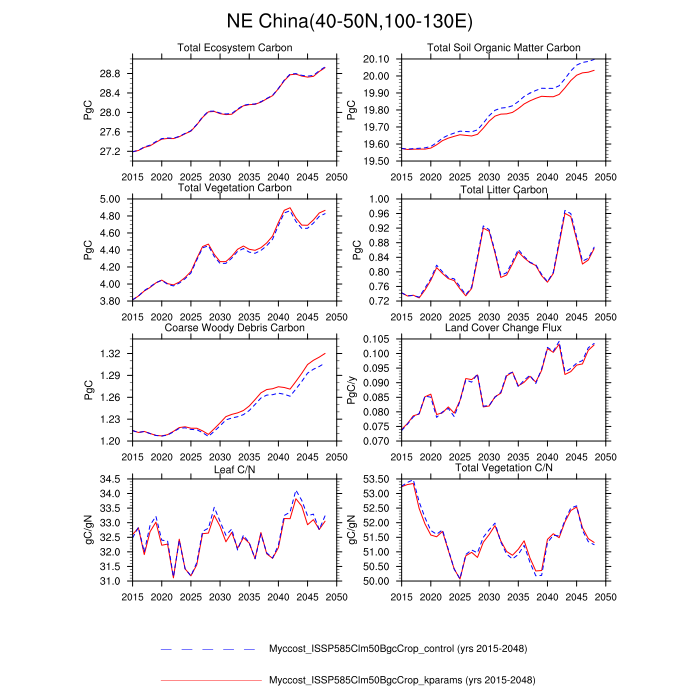 NE China(40-50N,100-130E)
Total Ecosystem Carbon
PgC
28.8
28.4
28.0
27.6
27.2
2015 2020 2025 2030 2035 2040 2045 2050
Total Soil Organic Matter Carbon
PgC
20.10
20.00
19.90
19.80
19.70
19.60
19.50
2015 2020 2025 2030 2035 2040 2045 2050
Total Vegetation Carbon
PgC
5.00
4.80
4.60
4.40
4.20
4.00
3.80
2015 2020 2025 2030 2035 2040 2045 2050
Total Litter Carbon
PgC
1.00
0.96
0.92
0.88
0.84
0.80
0.76
0.72
2015 2020 2025 2030 2035 2040 2045 2050
Coarse Woody Debris Carbon
PgC
1.32
1.29
1.26
1.23
1.20
2015 2020 2025 2030 2035 2040 2045 2050
Land Cover Change Flux
PgC/y
0.105
0.100
0.095
0.090
0.085
0.080
0.075
0.070
2015 2020 2025 2030 2035 2040 2045 2050
Leaf C/N
gC/gN
34.5
34.0
33.5
33.0
32.5
32.0
31.5
31.0
2015 2020 2025 2030 2035 2040 2045 2050
Total Vegetation C/N
gC/gN
53.50
53.00
52.50
52.00
51.50
51.00
50.50
50.00
2015 2020 2025 2030 2035 2040 2045 2050
Myccost_ISSP585Clm50BgcCrop_control (yrs 2015-2048)
Myccost_ISSP585Clm50BgcCrop_kparams (yrs 2015-2048)